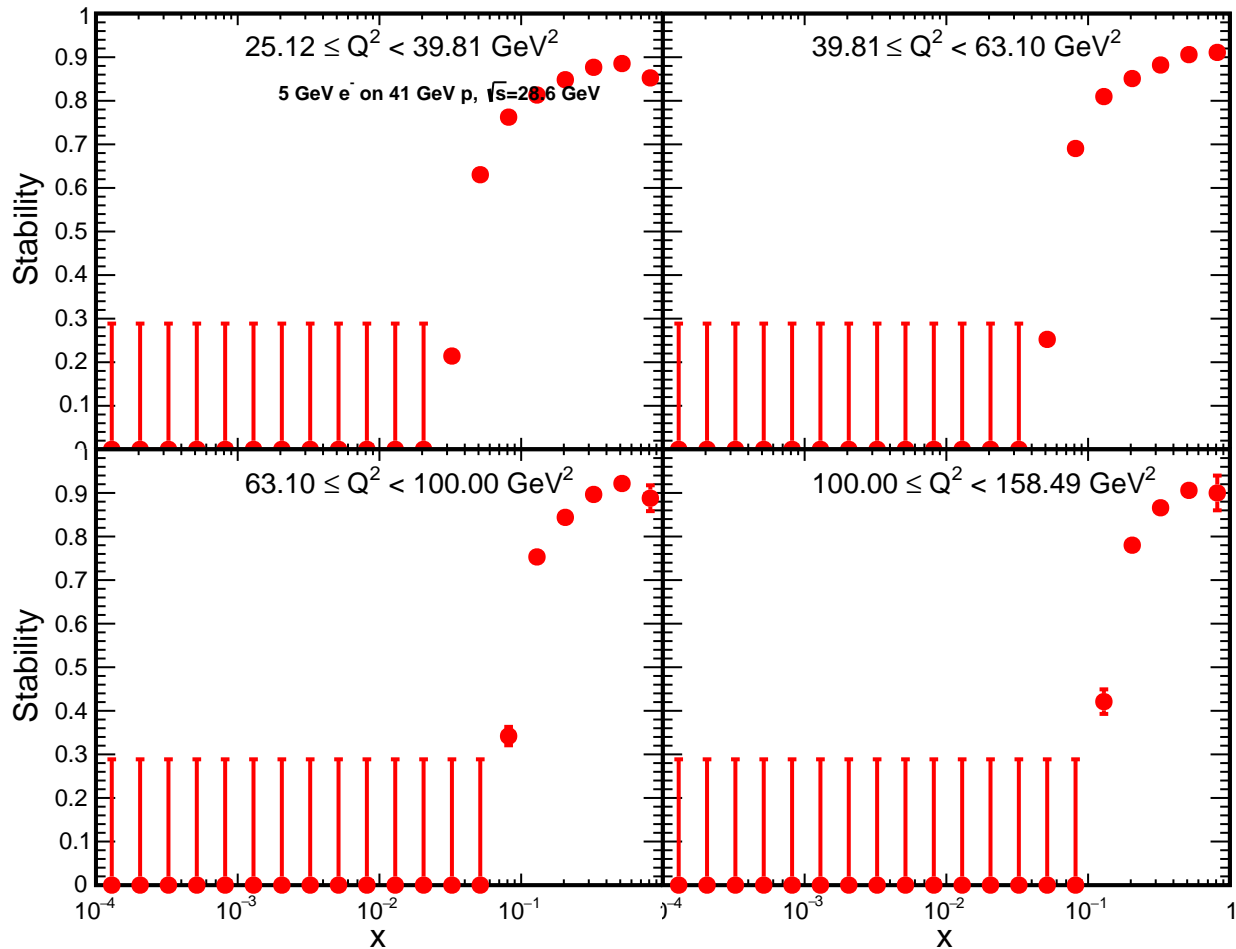 1
25.12 ≤ Q² < 39.81 GeV²
39.81 ≤ Q² < 63.10 GeV²
5 GeV e⁻ on 41 GeV p, √s=28.6 GeV
0.9
0.8
0.7
0.6
0.5
0.4
0.3
0.2
0.1
0
Stability
1
63.10 ≤ Q² < 100.00 GeV²
100.00 ≤ Q² < 158.49 GeV²
0.9
0.8
0.7
0.6
0.5
0.4
0.3
0.2
0.1
0
Stability
10⁻⁴ 10⁻³ 10⁻² 10⁻¹ 0⁻⁴ 10⁻³ 10⁻² 10⁻¹ 1
x x